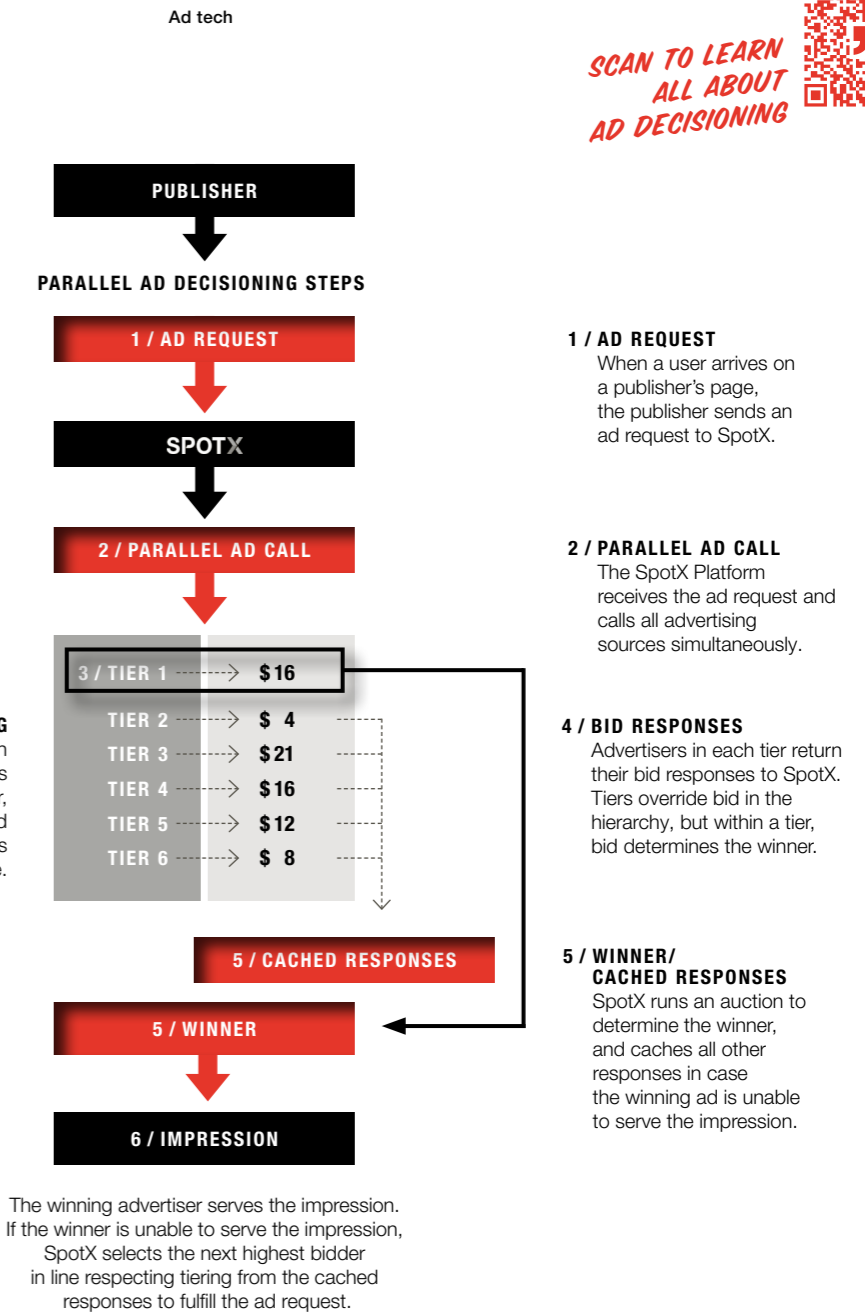 Ad tech
SCAN TO LEARN
ALL ABOUT
AD DECISIONING
PUBLISHER
PARALLEL AD DECISIONING STEPS
1 / AD REQUEST
SPOTX
2 / PARALLEL AD CALL
3 / TIER 1 $16
TIER 2 $ 4
TIER 3 $21
TIER 4 $16
TIER 5 $12
TIER 6 $ 8
5 / CACHED RESPONSES
5 / WINNER
6 / IMPRESSION
The winning advertiser serves the impression.
If the winner is unable to serve the impression,
SpotX selects the next highest bidder
in line respecting tiering from the cached
responses to fulfill the ad request.
1 / AD REQUEST
When a user arrives on
a publisher's page,
the publisher sends an
ad request to SpotX.
2 / PARALLEL AD CALL
The SpotX Platform
receives the ad request and
calls all advertising
sources simultaneously.
4 / BID RESPONSES
Advertisers in each tier return
their bid responses to SpotX.
Tiers override bid in the
hierarchy, but within a tier,
bid determines the winner.
5 / WINNER/
CACHED RESPONSES
SpotX runs an auction to
determine the winner,
and caches all other
responses in case
the winning ad is unable
to serve the impression.